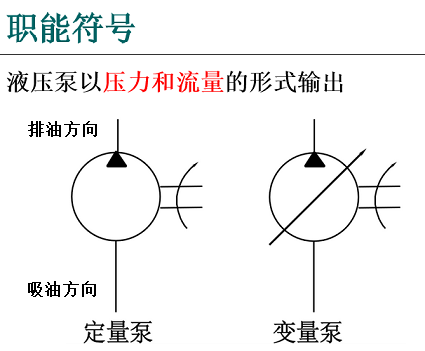 职能符号
液压泵以压力和流量的形式输出
排油方向
吸油方向
定量泵
变量泵